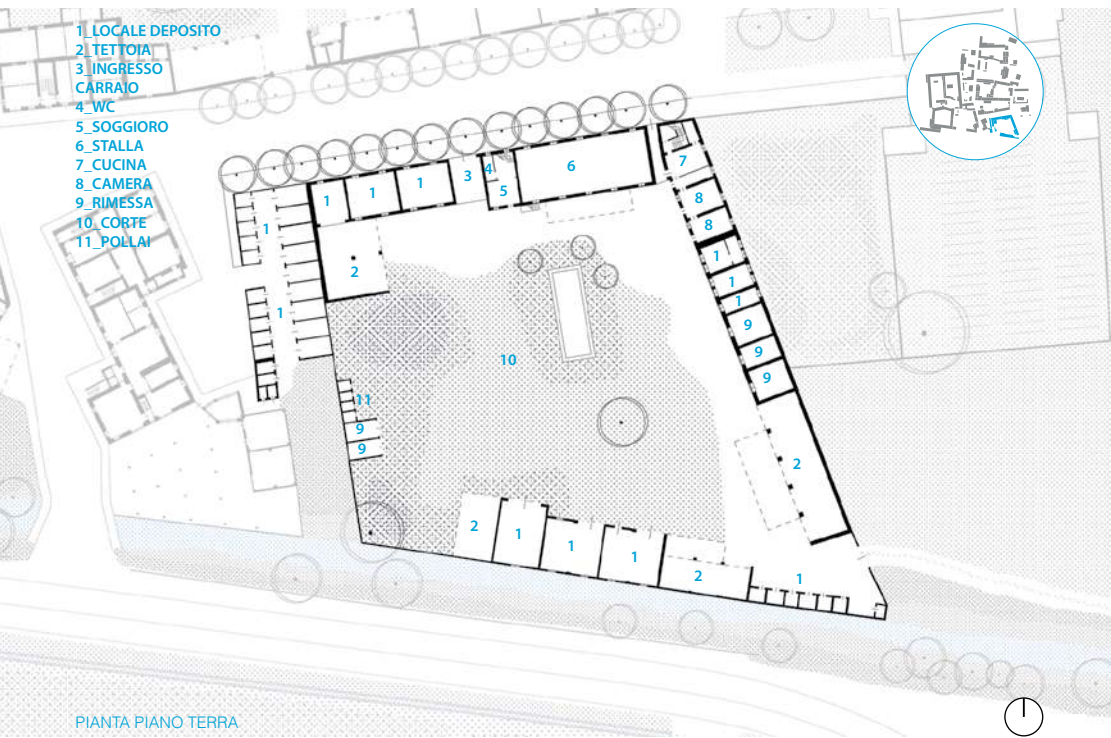 1_LOCALE DEPOSITO
2_TETTOIA
3_INGRESSO
CARRAIO
4_WC
5_SOGGIORO
6_STALLA
7_CUCINA
8_CAMERA
9_RIMESSA
10_CORTE
11_POLLAI
6
7
4
3
5
1
1
1
8
8
1
2
1
1
1
1
9
9
9
10
11
9
9
2
2
1
1
1
2
1
PIANTA PIANO TERRA